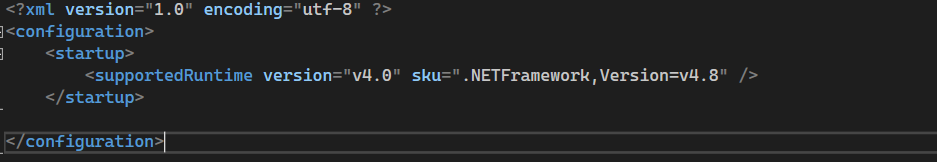 <?xml version="1.0" encoding="utf-8" ?>
<configuration>
<startup>
<supportedRuntime version="v4.0" sku=".NETFramework,Version=v4.8" />
</startup>
</configuration>